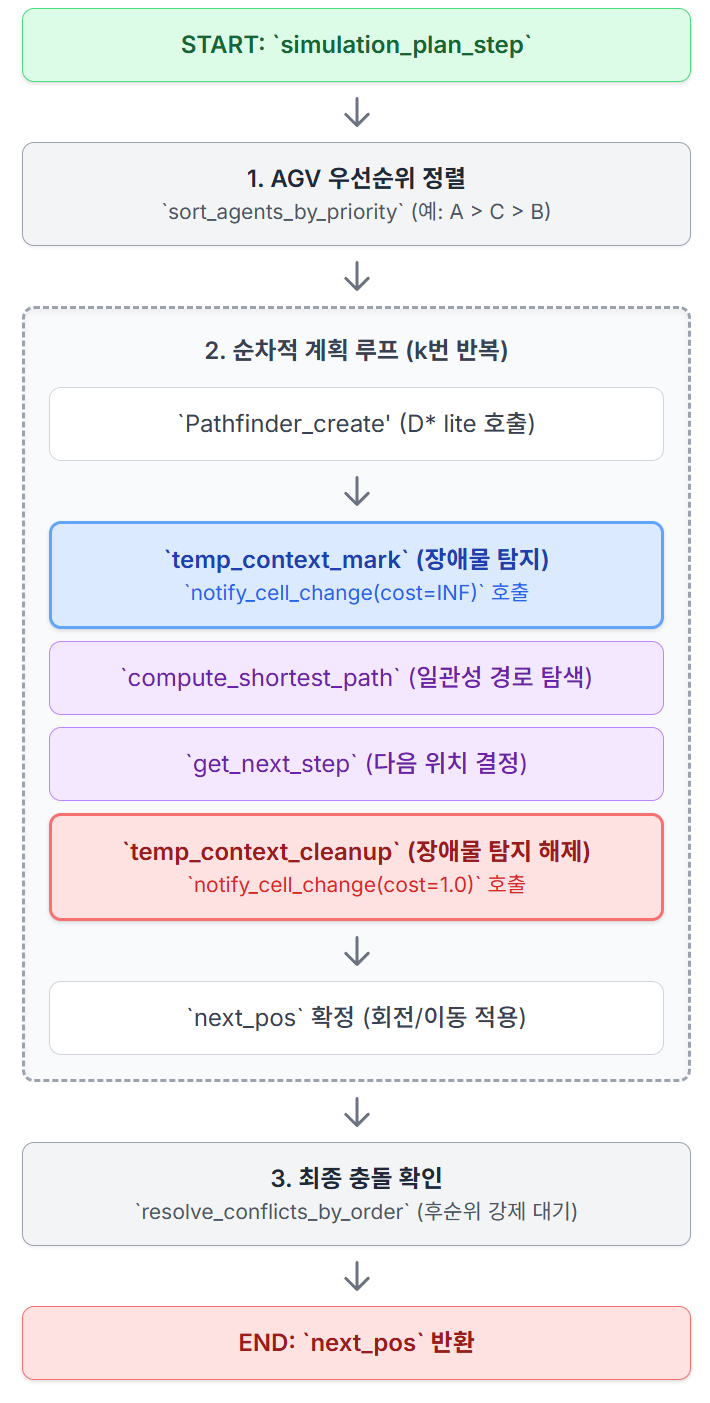 START: `simulation_plan_step`
1. AGV 우선순위 정렬
`sort_agents_by_priority` (예: A > C > B)
2. 순차적 계획 루프 (k번 반복)
`Pathfinder_create' (D* lite 호출)
`temp_context_mark` (장애물 탐지)
`notify_cell_change(cost=INF)` 호출
`compute_shortest_path` (일관성 경로 탐색)
`get_next_step` (다음 위치 결정)
`temp_context_cleanup` (장애물 탐지 해제)
`notify_cell_change(cost=1.0)` 호출
`next_pos` 확정 (회전/이동 적용)
3. 최종 충돌 확인
`resolve_conflicts_by_order` (후순위 강제 대기)
END: `next_pos` 반환